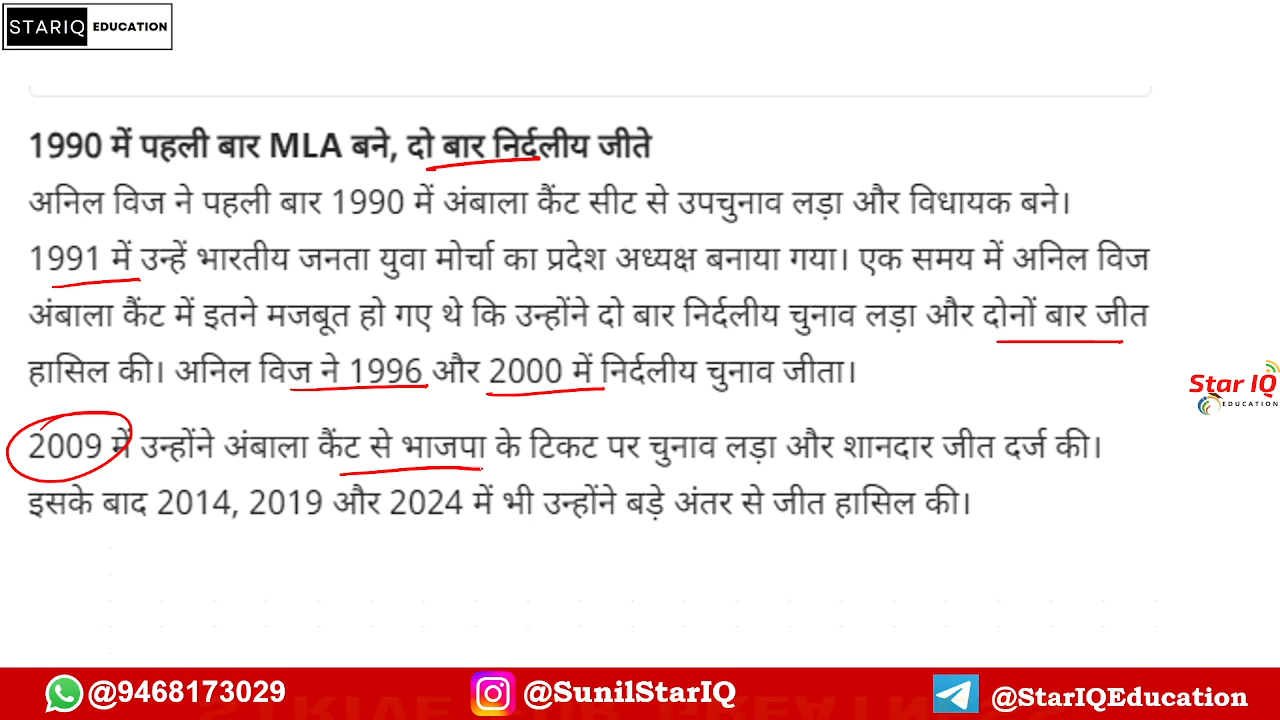 STARIQ EDUCATION
1990 में पहली बार MLA बने, दो बार निर्दलीय जीते
अनिल विज ने पहली बार 1990 में अंबाला कैंट सीट से उपचुनाव लड़ा और विधायक बने।
1991 में उन्हें भारतीय जनता युवा मोर्चा का प्रदेश अध्यक्ष बनाया गया। एक समय में अनिल विज
अंबाला कैंट में इतने मजबूत हो गए थे कि उन्होंने दो बार निर्दलीय चुनाव लड़ा और दोनों बार जीत
हासिल की। अनिल विज ने 1996 और 2000 में निर्दलीय चुनाव जीता।
Star IQ
EDUCATION
2009 में उन्होंने अंबाला कैंट से भाजपा के टिकट पर चुनाव लड़ा और शानदार जीत दर्ज की।
इसके बाद 2014, 2019 और 2024 में भी उन्होंने बड़े अंतर से जीत हासिल की।
@9468173029 @SunilStarIQ @StarIQEducation